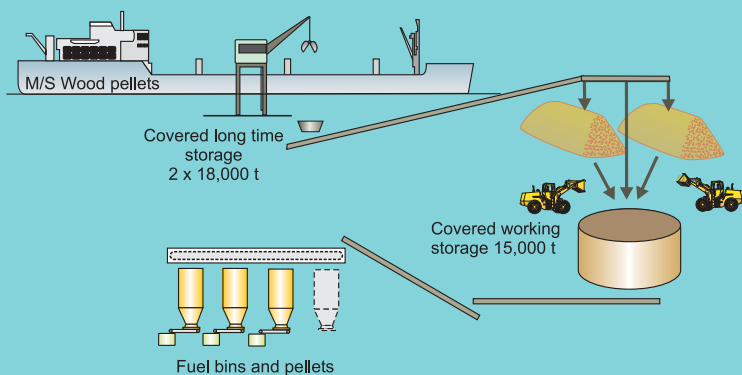 M/S Wood pellets
Covered long time
storage
2 x 18,000 t
Covered working
storage 15,000 t
Fuel bins and pellets